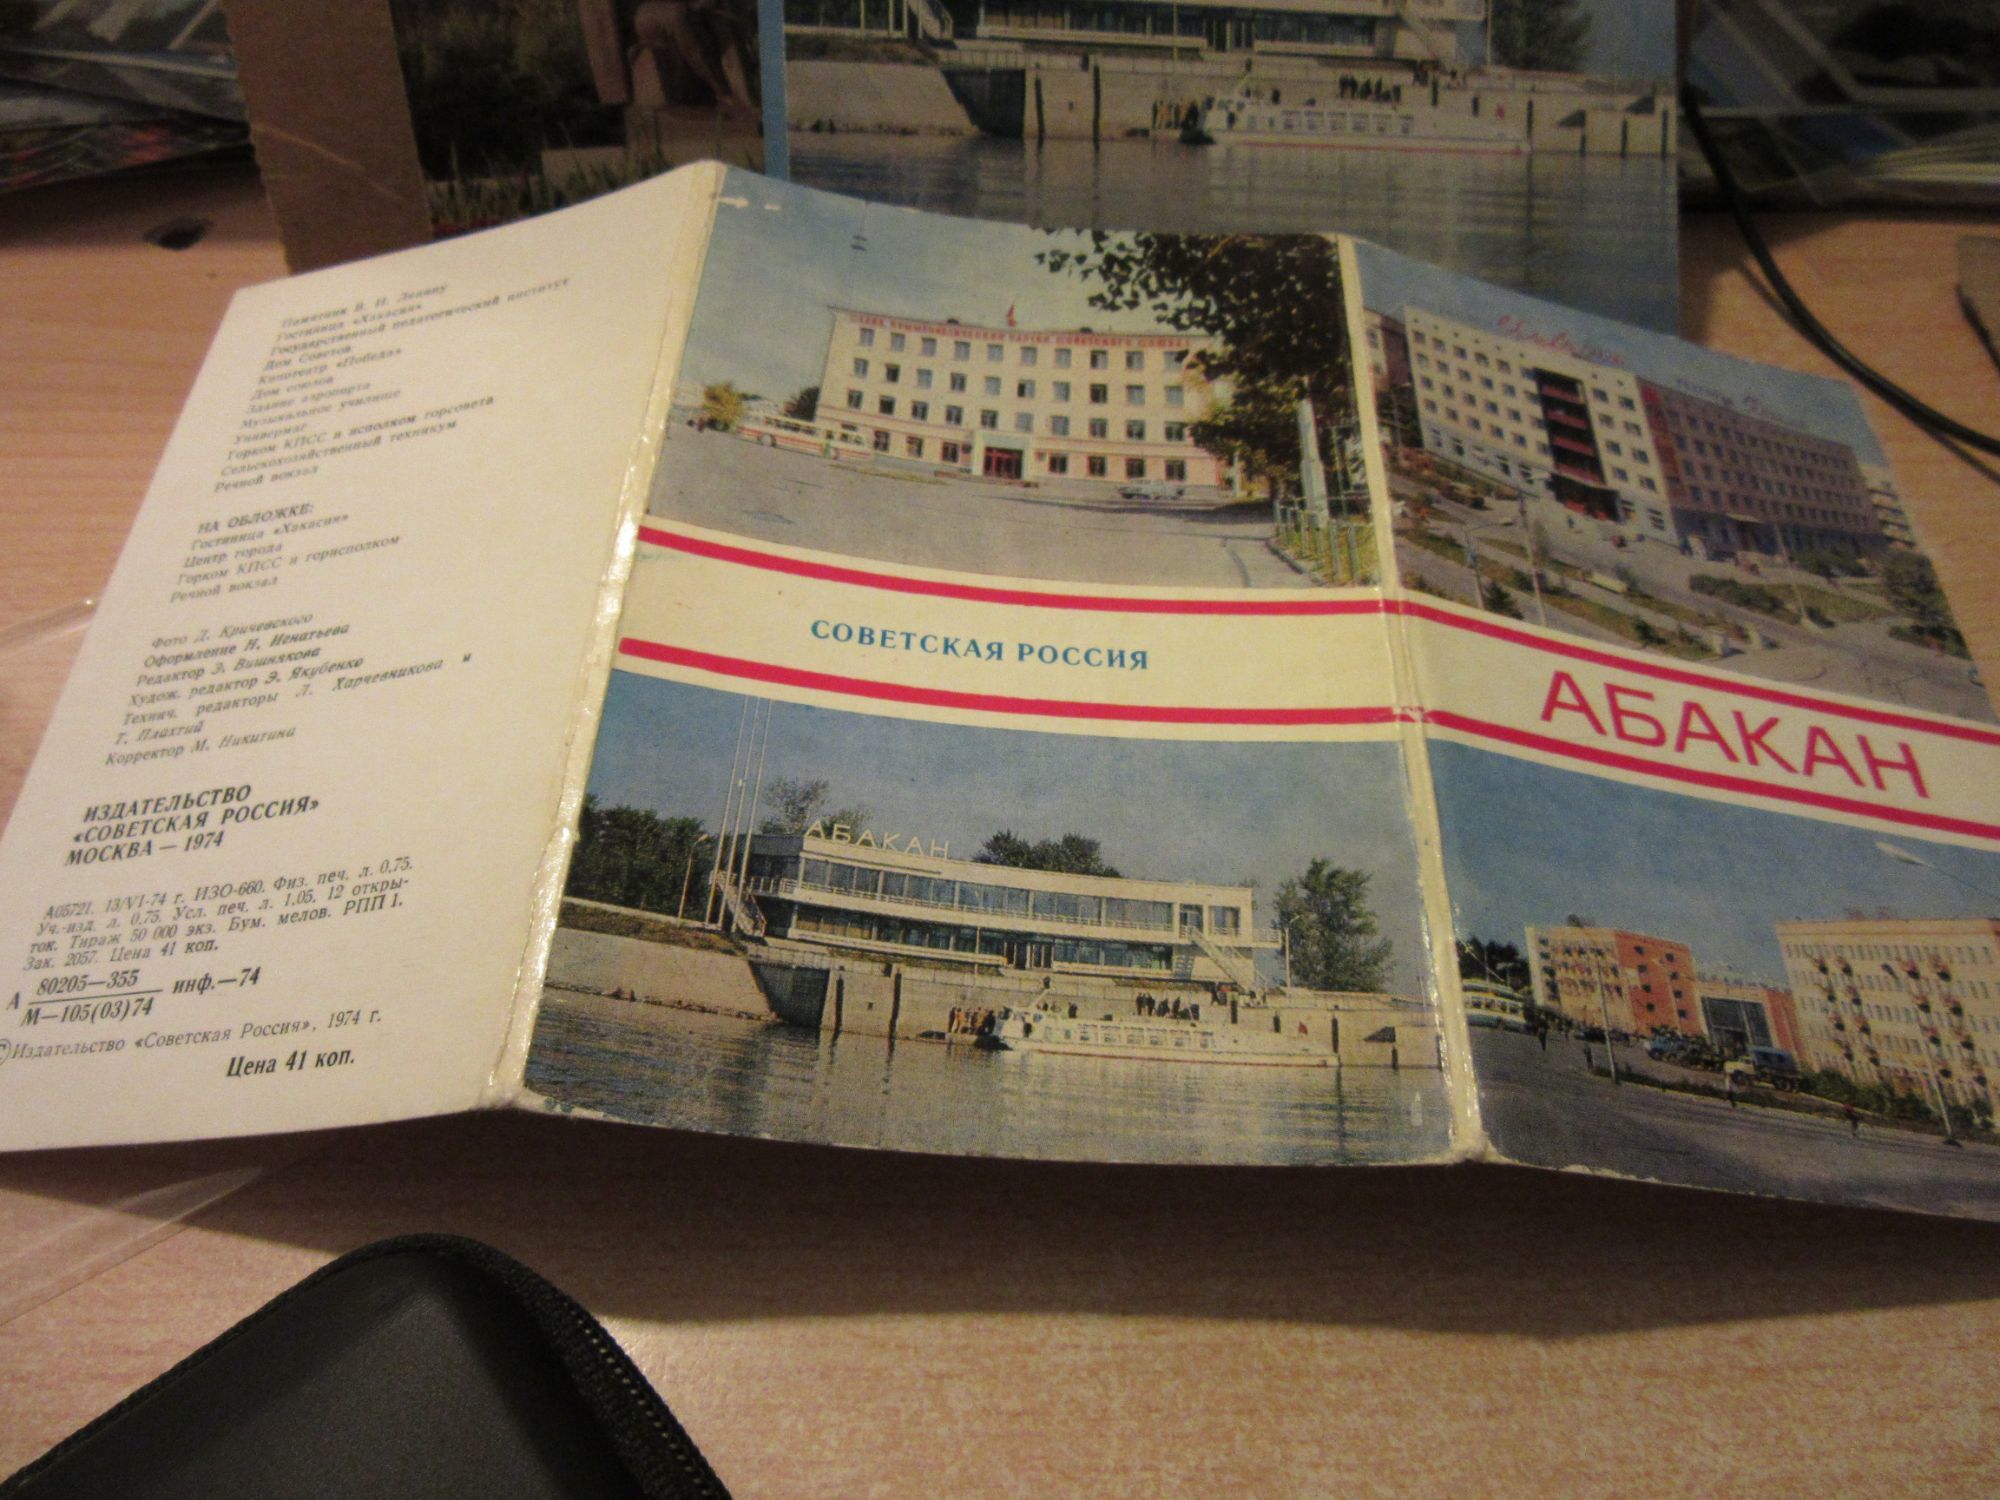 Памятник В. И. Ленину
Гостиница «Хакасия»
Государственный педагогический институт
Дом Советов
Кинотеатр «Победа»
Дом союзов
Здание аэропорта
Музыкальное училище
Универмаг
Горком КПСС и исполком горсовета
Сельскохозяйственный техникум
Речной вокзал
НА ОБЛОЖКЕ:
Гостиница «Хакасия»
Центр города
Горком КПСС и горисполком
Речной вокзал
Фото Д. Кричевского
Оформление Н. Игнатьева
Редактор Э. Вишнякова
Худож. редактор Э. Якубенко
Технич. редакторы Л. Харчевникова и
Т. Плахтий
Корректор М. Никитина
ИЗДАТЕЛЬСТВО
«СОВЕТСКАЯ РОССИЯ»
МОСКВА — 1974
А05721. 13/VI-74 г. ИЗО-660. Физ. печ. л. 0,75.
Уч.-изд. л. 0,75. Усл. печ. л. 1,05. 12 откры-
ток. Тираж 50 000 экз. Бум. мелов. РПП 1.
Зак. 2057. Цена 41 коп.
А 80205—355
М—105(03)74 инф.—74
©Издательство «Советская Россия», 1974 г.
Цена 41 коп.
СОВЕТСКАЯ РОССИЯ
АБАКАН
АБАКАН